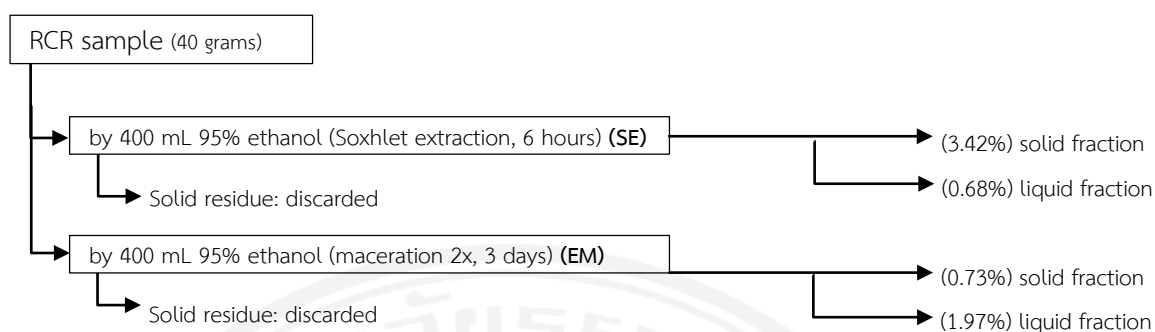 RCR sample (40 grams)
by 400 mL 95% ethanol (Soxhlet extraction, 6 hours) (SE)
(3.42%) solid fraction
(0.68%) liquid fraction
Solid residue: discarded
by 400 mL 95% ethanol (maceration 2x, 3 days) (EM)
(0.73%) solid fraction
Solid residue: discarded
(1.97%) liquid fraction